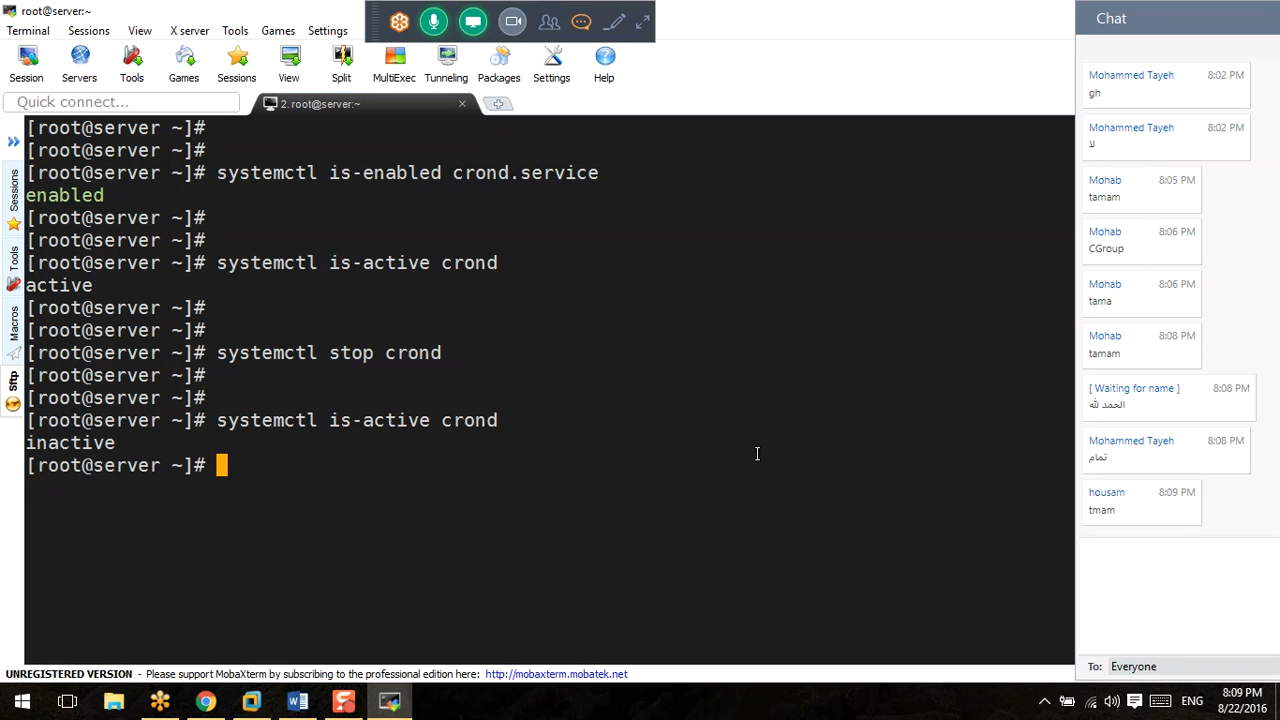 root@server:~
Terminal Sessions View X server Tools Games Settings
Session Servers Tools Games Sessions View Split MultiExec Tunneling Packages Settings Help
Quick connect...
2. root@server:~
Sessions
Tools
Macros
Sftp
[root@server ~]#
[root@server ~]#
[root@server ~]# systemctl is-enabled crond.service
enabled
[root@server ~]#
[root@server ~]#
[root@server ~]# systemctl is-active crond
active
[root@server ~]#
[root@server ~]#
[root@server ~]# systemctl stop crond
[root@server ~]#
[root@server ~]#
[root@server ~]# systemctl is-active crond
inactive
[root@server ~]#
Chat
Mohammed Tayeh 8:02 PM
gh
Mohammed Tayeh 8:02 PM
لا
Mohab 8:05 PM
tamam
Mohab 8:06 PM
CGroup
Mohab 8:06 PM
tama
Mohab 8:08 PM
tamam
[ Waiting for name ] 8:08 PM
الحمد لله
Mohammed Tayeh 8:08 PM
تمام
housam 8:09 PM
tmam
To: Everyone
UNREGISTERED VERSION - Please support MobaXterm by subscribing to the professional edition here: http://mobaxterm.mobatek.net
ENG
8:09 PM
8/22/2016